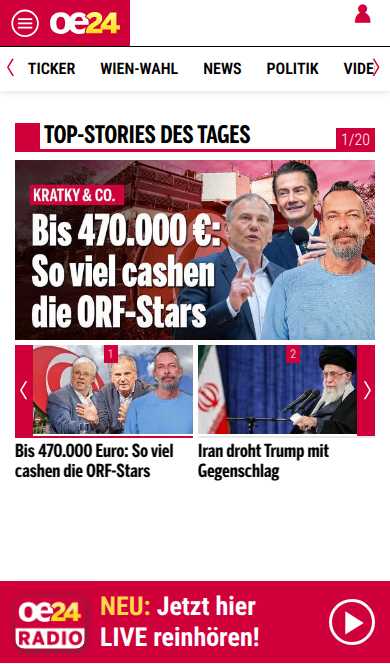 oe24
TICKER WIEN-WAHL NEWS POLITIK VIDE
TOP-STORIES DES TAGES
1/20
KRATKY & CO.
Bis 470.000 €:
So viel cashen
die ORF-Stars
1
2
Bis 470.000 Euro: So viel
cashen die ORF-Stars
Iran droht Trump mit
Gegenschlag
oe24
RADIO
NEU: Jetzt hier
LIVE reinhören!